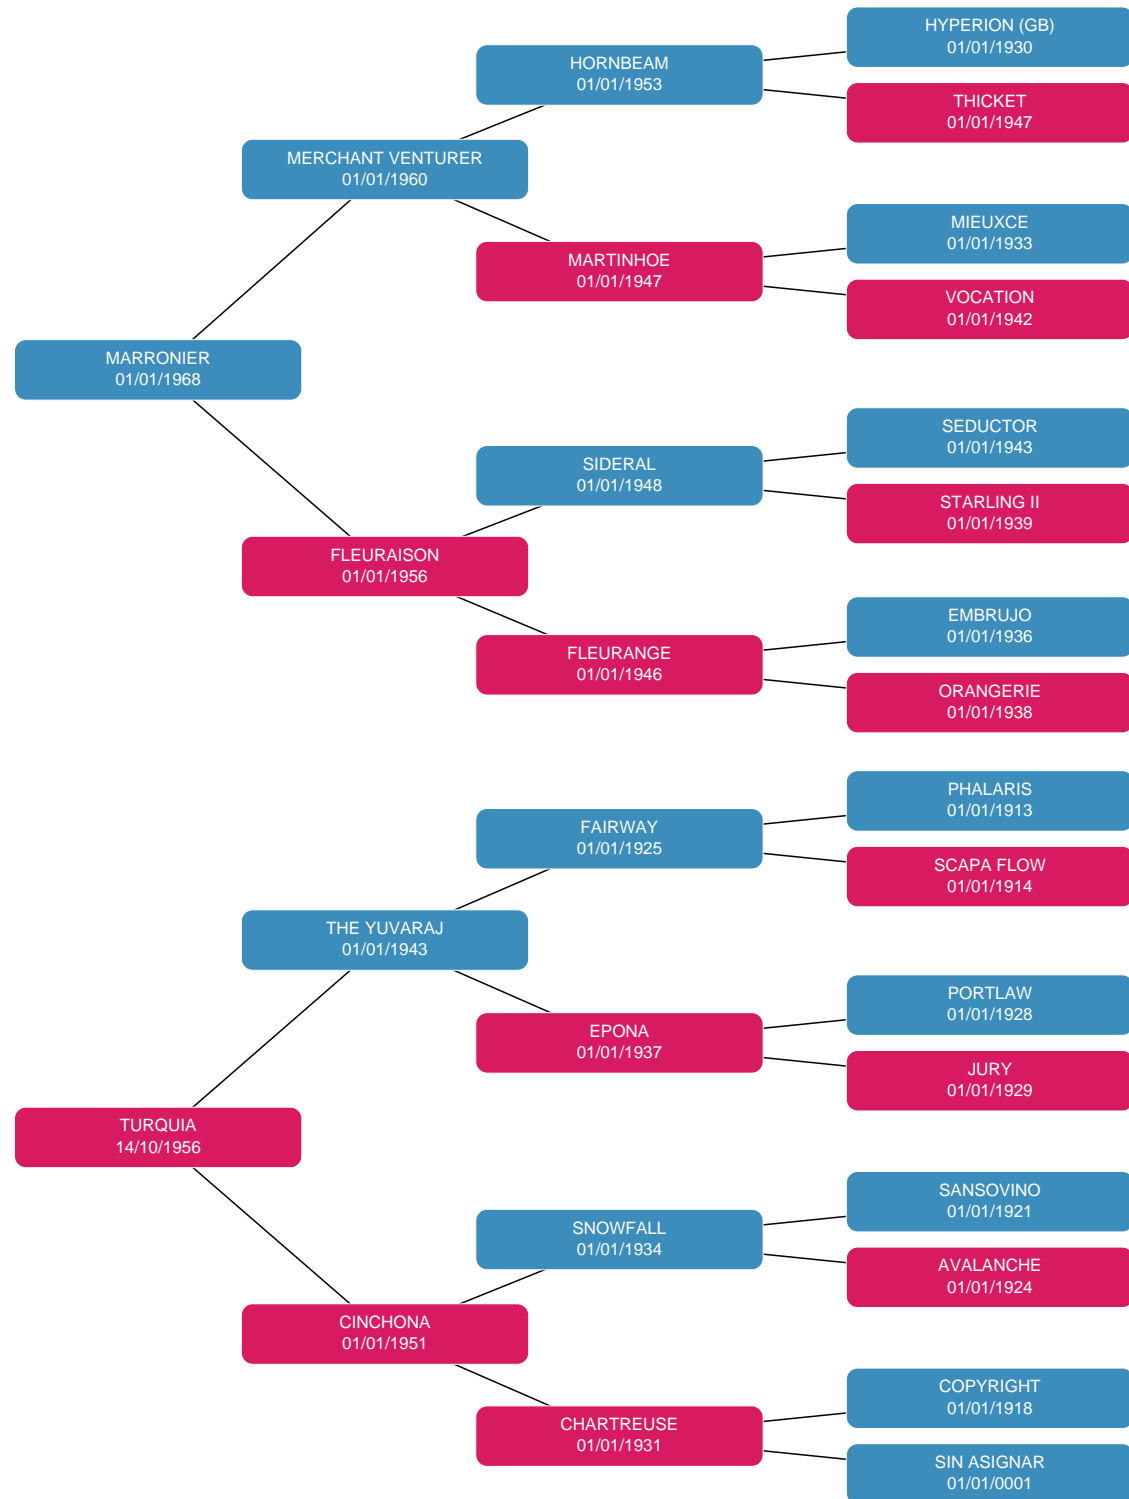 HYPERION (GB)
01/01/1930
HORNBEAM
01/01/1953
THICKET
01/01/1947
MERCHANT VENTURER
01/01/1960
MIEUXCE
01/01/1933
MARTINHOE
01/01/1947
VOCATION
01/01/1942
MARRONIER
01/01/1968
SEDUCTOR
01/01/1943
SIDERAL
01/01/1948
STARLING II
01/01/1939
FLEURAISON
01/01/1956
EMBRUJO
01/01/1936
FLEURANGE
01/01/1946
ORANGERIE
01/01/1938
PHALARIS
01/01/1913
FAIRWAY
01/01/1925
SCAPA FLOW
01/01/1914
THE YUVARAJ
01/01/1943
PORTLAW
01/01/1928
EPONA
01/01/1937
JURY
01/01/1929
TURQUIA
14/10/1956
SANSOVINO
01/01/1921
SNOWFALL
01/01/1934
AVALANCHE
01/01/1924
CINCHONA
01/01/1951
COPYRIGHT
01/01/1918
CHARTREUSE
01/01/1931
SIN ASIGNAR
01/01/0001